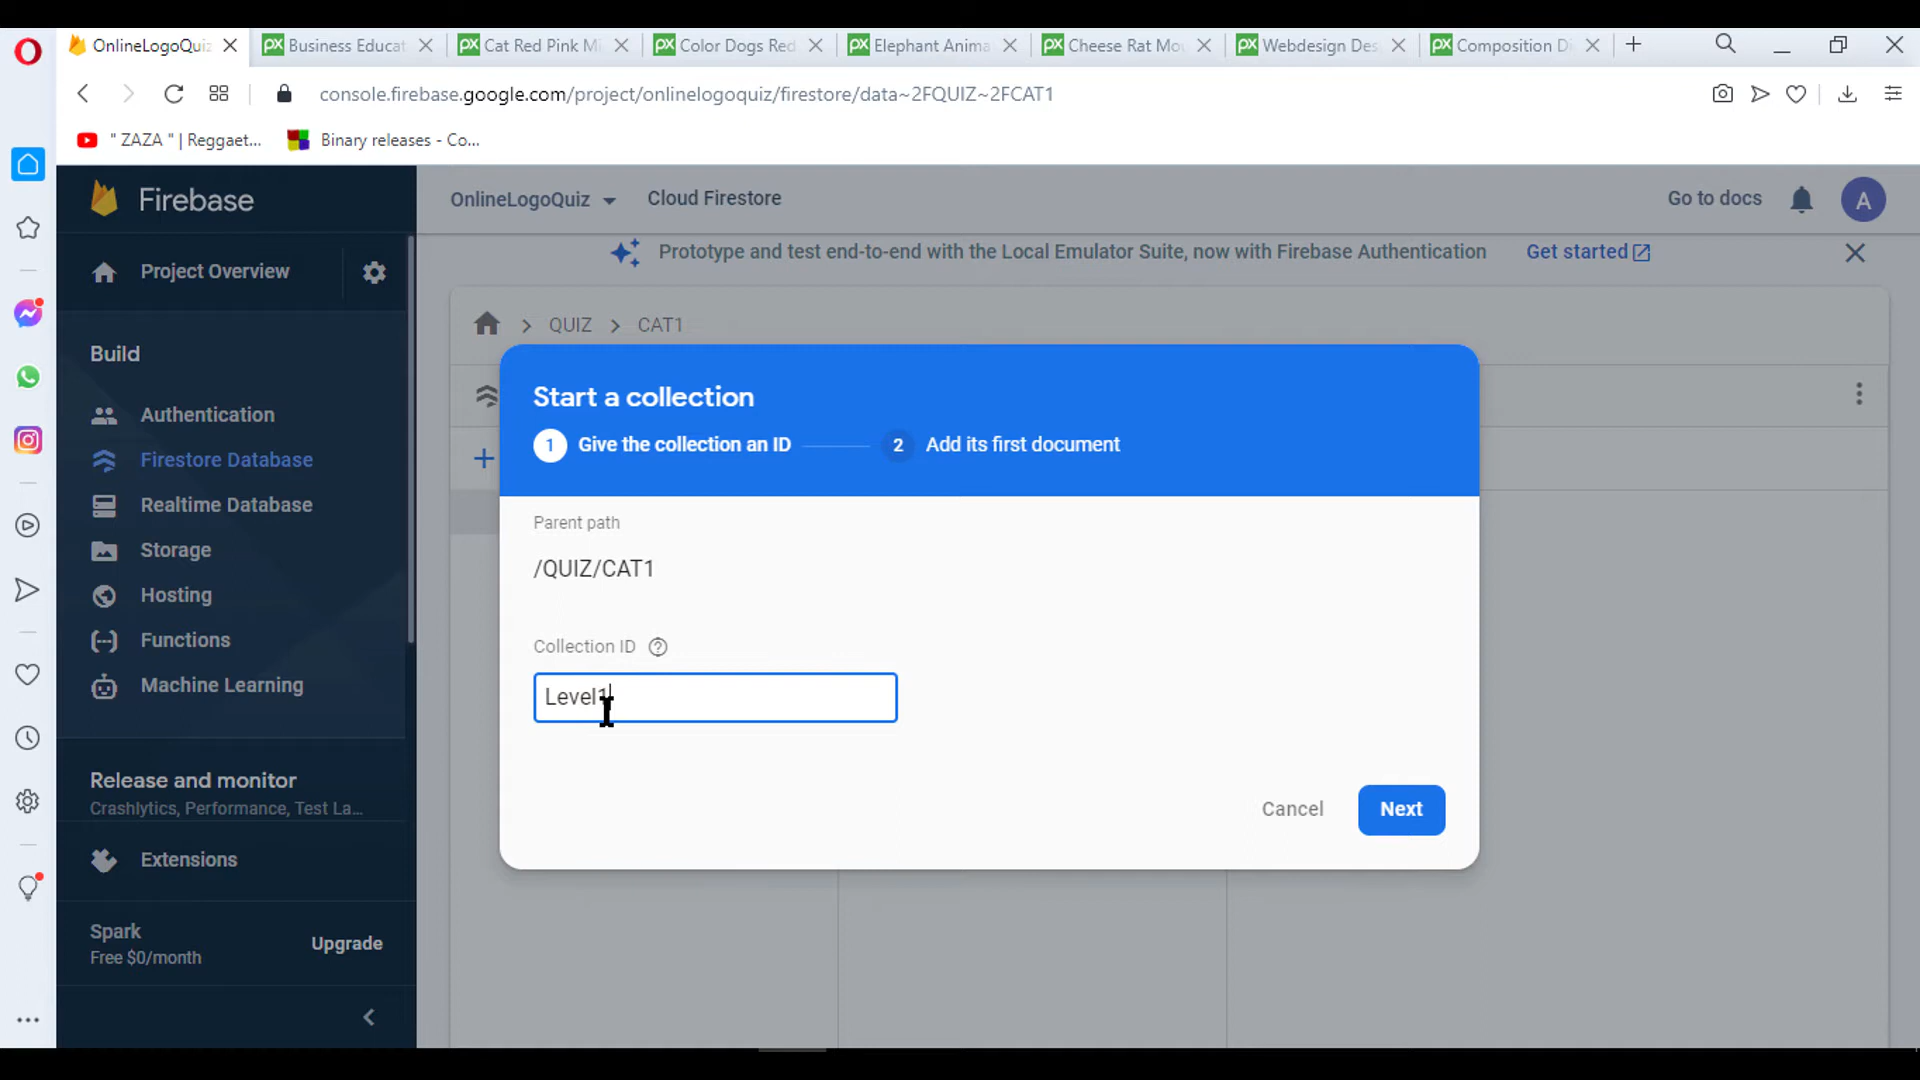 OnlineLogoQuiz
Business Educat
Cat Red Pink Mi
Color Dogs Red
Elephant Anima
Cheese Rat Mou
Webdesign Des
Composition Di
console.firebase.google.com/project/onlinelogoquiz/firestore/data~2FQUIZ~2FCAT1
" ZAZA " | Reggaet...
Binary releases - Co...
Firebase
OnlineLogoQuiz
Cloud Firestore
Go to docs
A
Project Overview
Prototype and test end-to-end with the Local Emulator Suite, now with Firebase Authentication
Get started
QUIZ
CAT1
Build
Authentication
Firestore Database
Realtime Database
Storage
Hosting
Functions
Machine Learning
Release and monitor
Crashlytics, Performance, Test La...
Extensions
Spark
Free $0/month
Upgrade
Start a collection
1 Give the collection an ID
2 Add its first document
Parent path
/QUIZ/CAT1
Collection ID
Level1
Cancel
Next